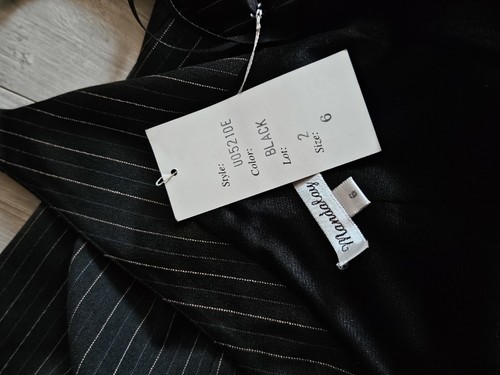 Style:
U05210E
Color:
BLACK
Lot:
2
Size:
6
Mandalay
6